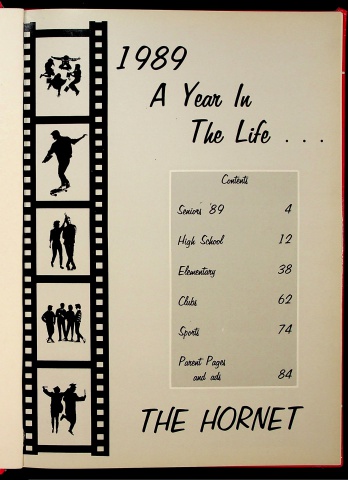 1989
A Year In
The Life . . .
Contents
Seniors '89 4
High School 12
Elementary 38
Clubs 62
Sports 74
Parent Pages
and ads 84
THE HORNET